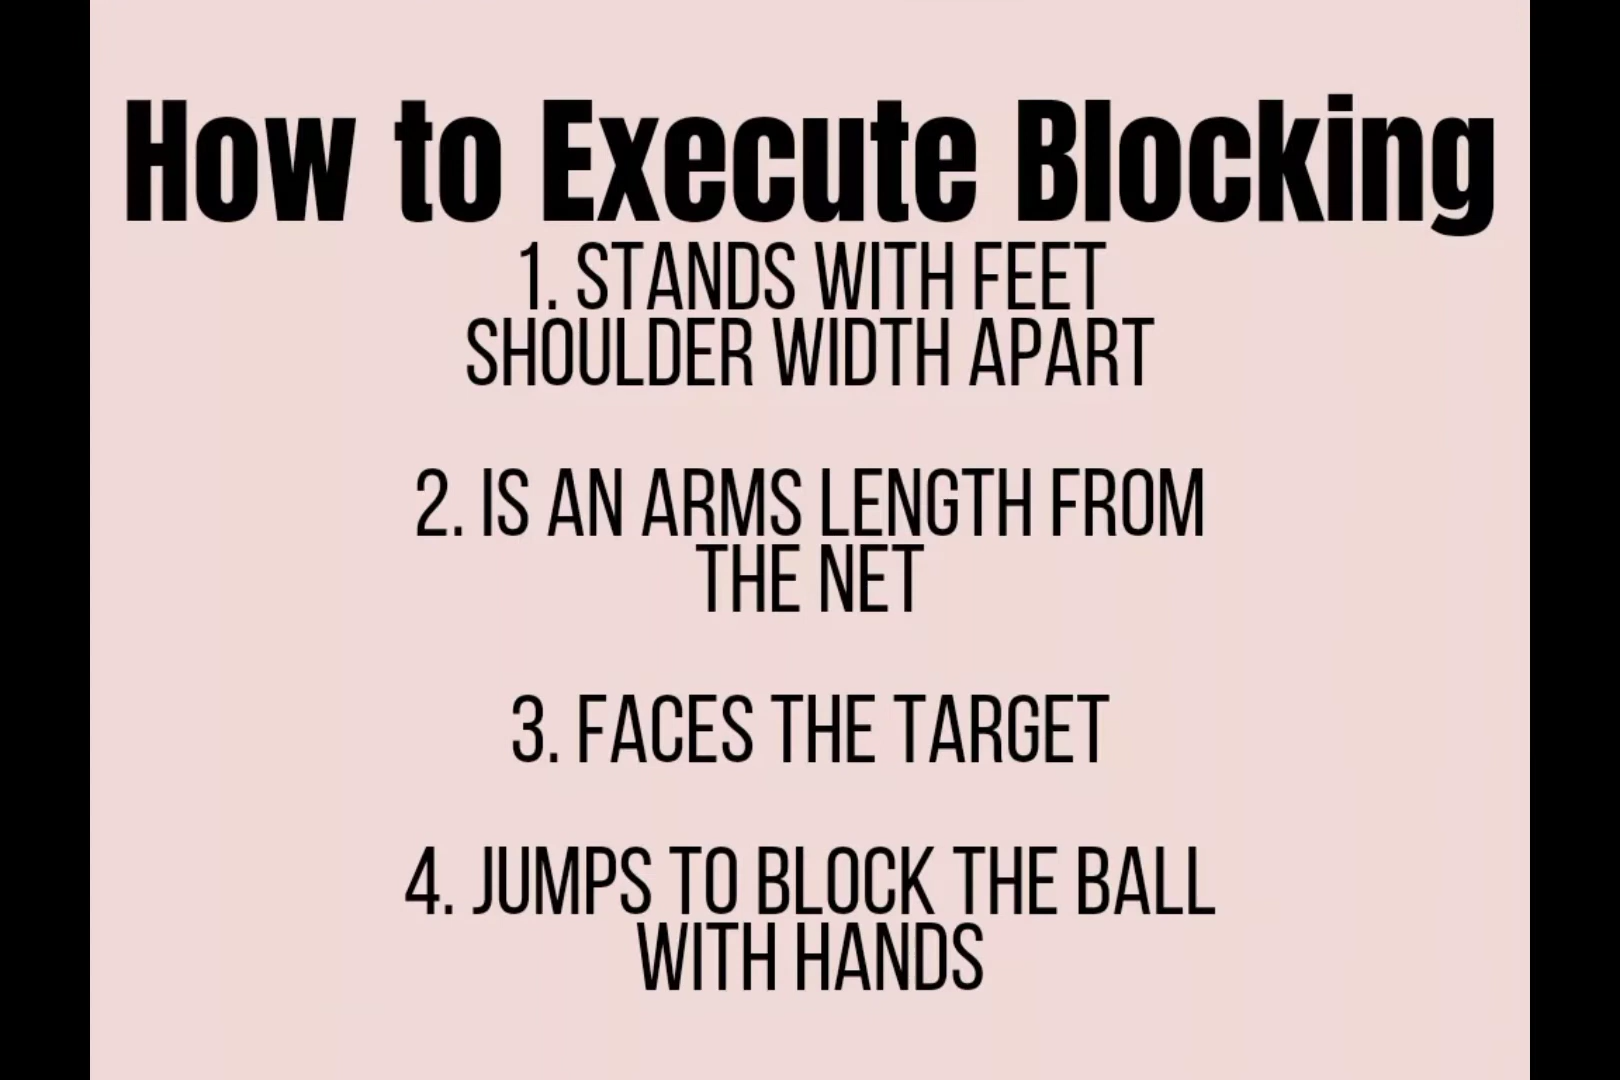 How to Execute Blocking
1. STANDS WITH FEET
SHOULDER WIDTH APART
2. IS AN ARMS LENGTH FROM
THE NET
3. FACES THE TARGET
4. JUMPS TO BLOCK THE BALL
WITH HANDS